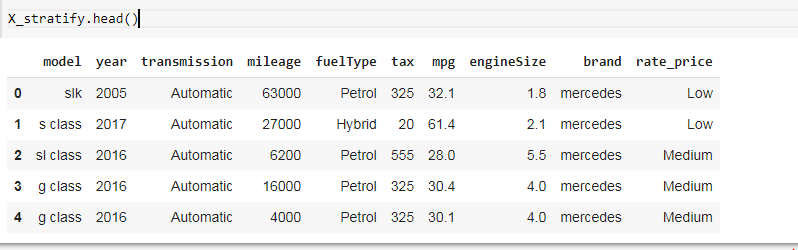 X_stratify.head()
model year transmission mileage fuelType tax mpg engineSize brand rate_price
0 slk 2005 Automatic 63000 Petrol 325 32.1 1.8 mercedes Low
1 s class 2017 Automatic 27000 Hybrid 20 61.4 2.1 mercedes Low
2 sl class 2016 Automatic 6200 Petrol 555 28.0 5.5 mercedes Medium
3 g class 2016 Automatic 16000 Petrol 325 30.4 4.0 mercedes Medium
4 g class 2016 Automatic 4000 Petrol 325 30.1 4.0 mercedes Medium